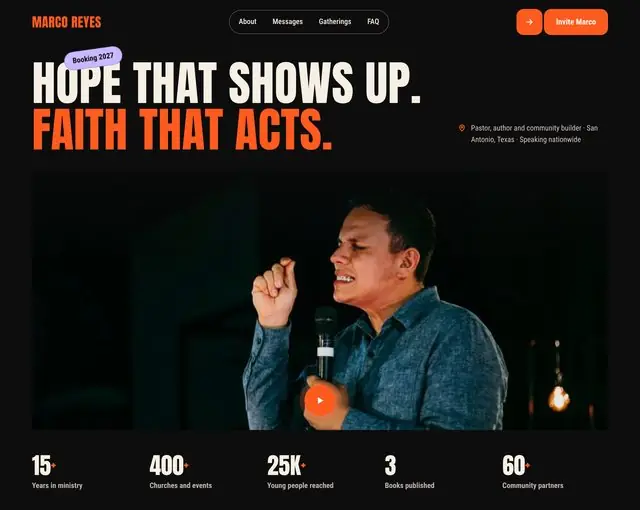 MARCO REYES
About
Messages
Gatherings
FAQ
→
Invite Marco
Booking 2027
HOPE THAT SHOWS UP.
FAITH THAT ACTS.
Pastor, author and community builder · San
Antonio, Texas · Speaking nationwide
15+
400+
25K+
3
60+
Years in ministry
Churches and events
Young people reached
Books published
Community partners